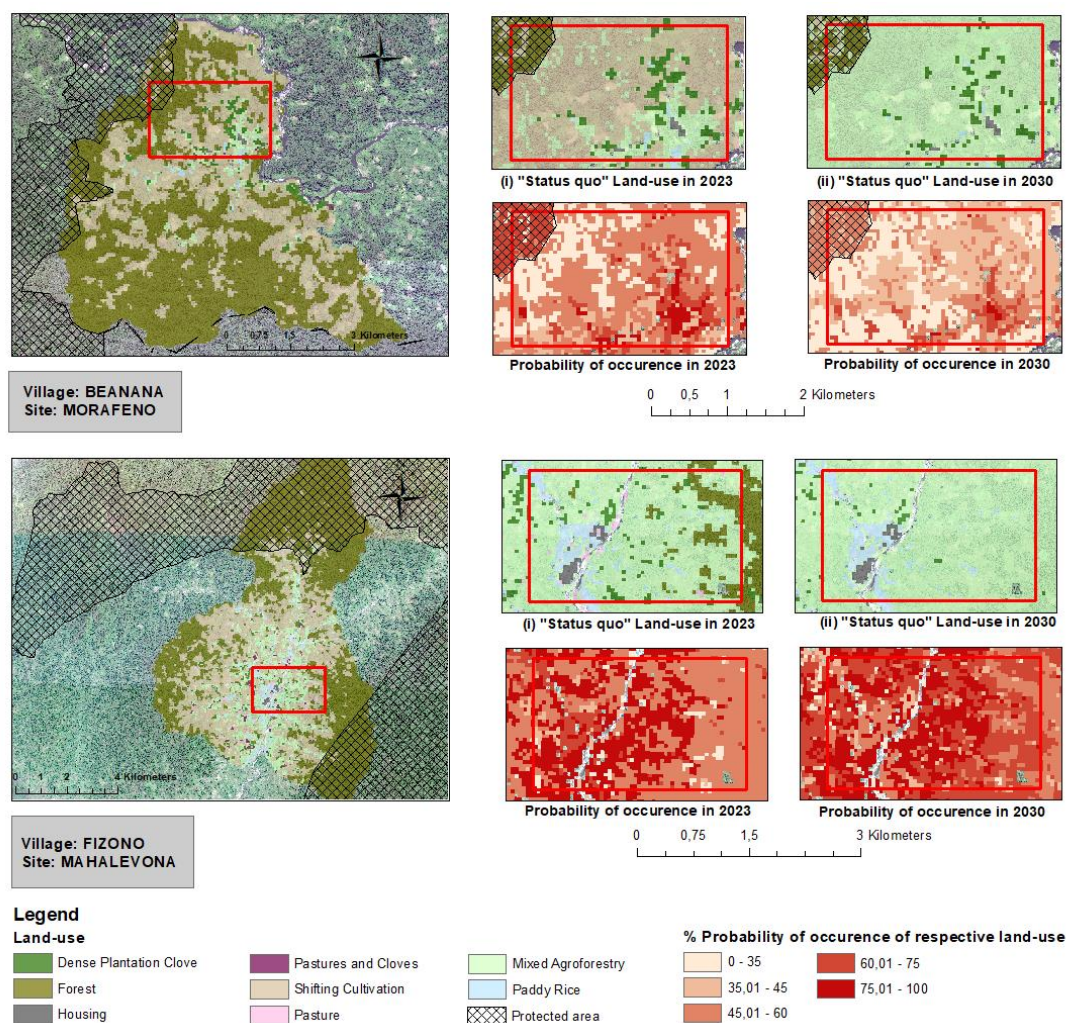 0 0,75 1,5 3 Kilometers
(i) "Status quo" Land-use in 2023
(ii) "Status quo" Land-use in 2030
Probability of occurence in 2023
Probability of occurence in 2030
0 0,5 1 2 Kilometers
Village: BEANANA
Site: MORAFENO
0 1 2 4 Kilometers
(i) "Status quo" Land-use in 2023
(ii) "Status quo" Land-use in 2030
Probability of occurence in 2023
Probability of occurence in 2030
0 0,75 1,5 3 Kilometers
Village: FIZONO
Site: MAHALEVONA
Legend
Land-use
Dense Plantation Clove
Forest
Housing
Pastures and Cloves
Shifting Cultivation
Pasture
Mixed Agroforestry
Paddy Rice
Protected area
% Probability of occurence of respective land-use
0 - 35
35,01 - 45
45,01 - 60
60,01 - 75
75,01 - 100